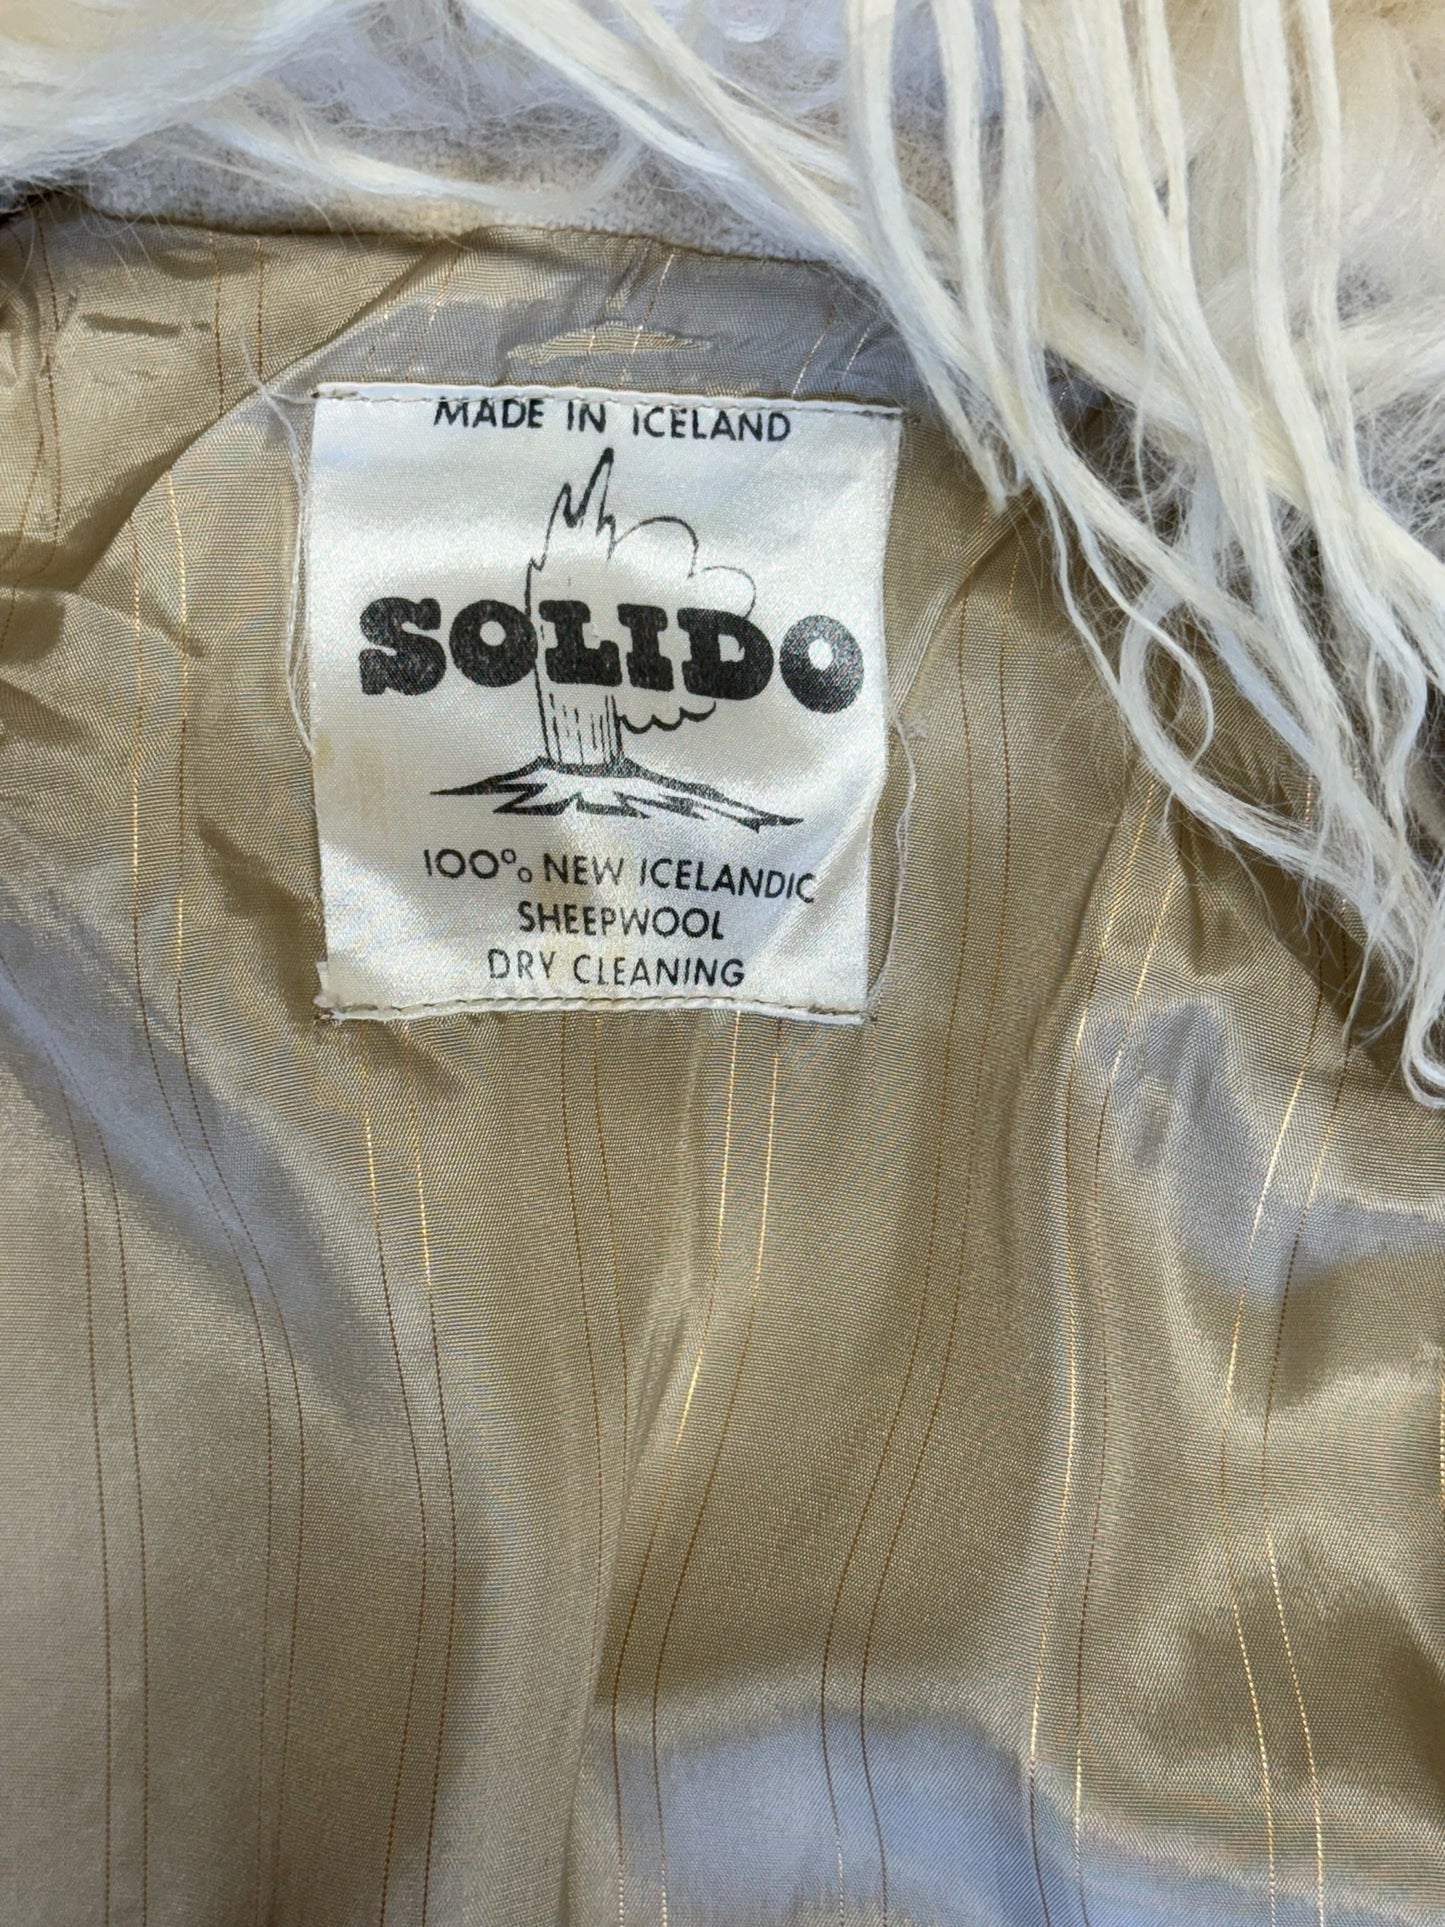 MADE IN ICELAND
SOLIDO
100% NEW ICELANDIC
SHEEPWOOL
DRY CLEANING